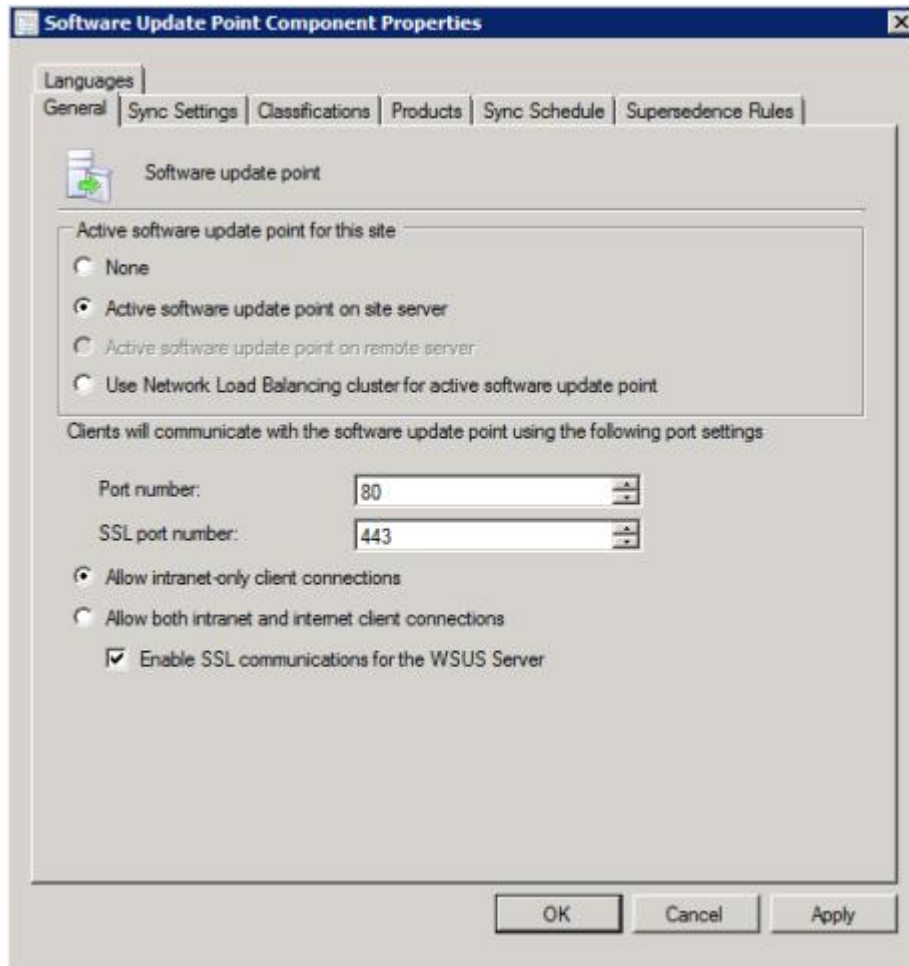 Software Update Point Component Properties
Languages
General Sync Settings Classifications Products Sync Schedule Supersedence Rules
Software update point
Active software update point for this site
None
Active software update point on site server
Active software update point on remote server
Use Network Load Balancing cluster for active software update point
Clients will communicate with the software update point using the following port settings
Port number: 80
SSL port number: 443
Allow intranet-only client connections
Allow both intranet and internet client connections
Enable SSL communications for the WSUS Server
OK Cancel Apply